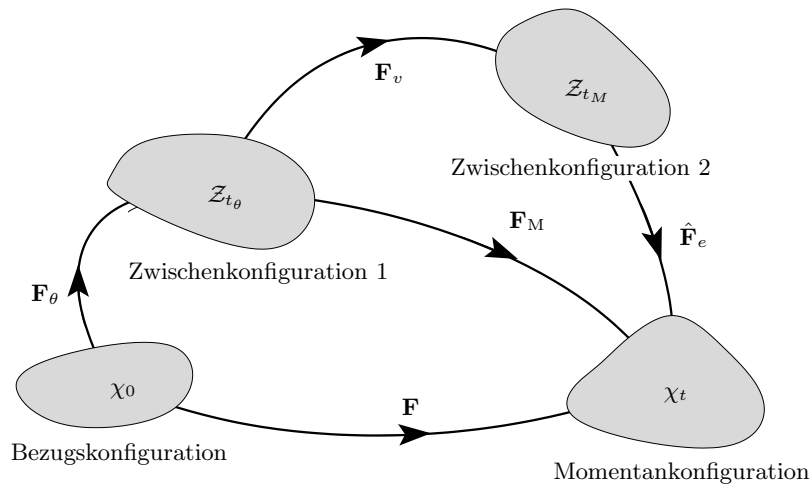 𝒵_{t_M}
F_v
Zwischenkonfiguration 2
𝒵_{t_θ}
F_M
F̂_e
Zwischenkonfiguration 1
F_θ
χ_0
χ_t
F
Bezugskonfiguration
Momentankonfiguration